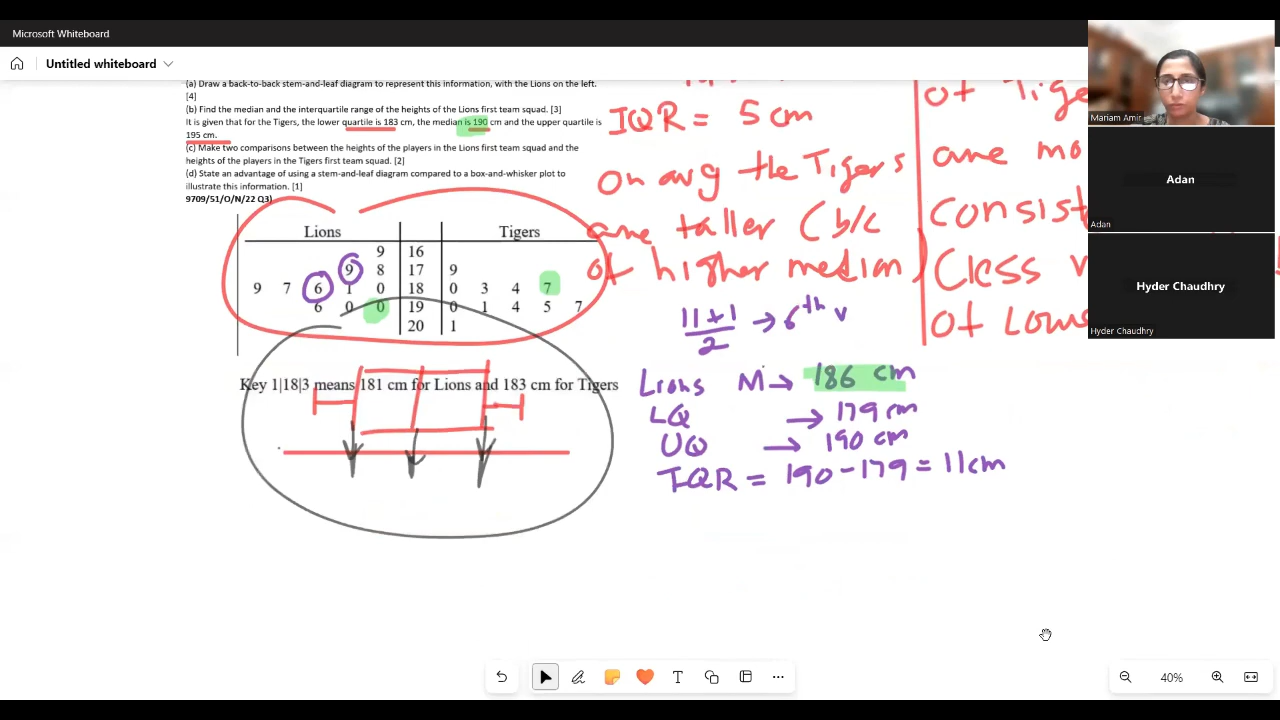 Microsoft Whiteboard
Untitled whiteboard
(a) Draw a back-to-back stem-and-leaf diagram to represent this information, with the Lions on the left.
[4]
(b) Find the median and the interquartile range of the heights of the Lions first team squad. [3]
It is given that for the Tigers, the lower quartile is 183 cm, the median is 190 cm and the upper quartile is
195 cm.
(c) Make two comparisons between the heights of the players in the Lions first team squad and the
heights of the players in the Tigers first team squad. [2]
(d) State an advantage of using a stem-and-leaf diagram compared to a box-and-whisker plot to
illustrate this information. [1]
9709/51/O/N/22 Q3)
Lions Tigers
9 16
9 8 17 9
9 7 6 1 0 18 0 3 4 7
6 0 0 19 0 1 4 5 7
20 1
Key 1|18|3 means 181 cm for Lions and 183 cm for Tigers
IQR = 5 cm
on avg the Tigers
are taller (b/c
of higher median)
11+1
2
→ 6th v
Lions M → 186 cm
LQ → 179 cm
UQ → 190 cm
IQR = 190-179 = 11cm
of Tige
are mo
consist
(less v
of Lowe
Mariam Amir
Adan
Adan
Hyder Chaudhry
Hyder Chaudhry
T
40%